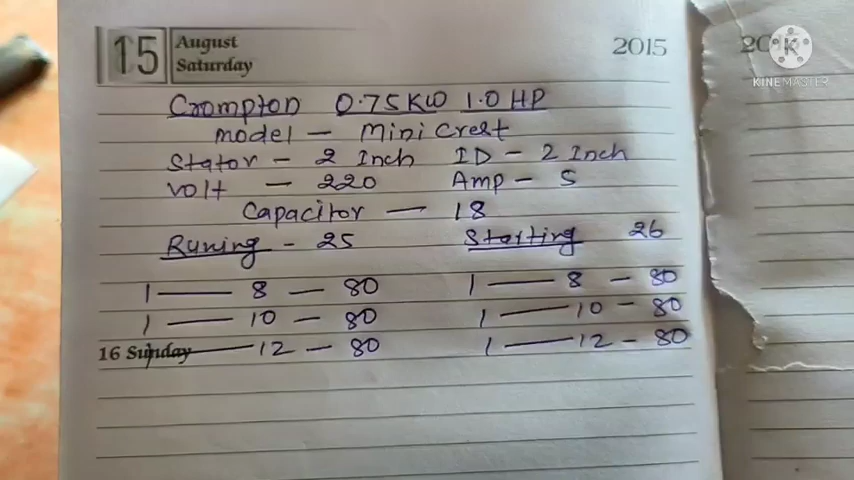 15 August 2015
Saturday
KINEMASTER
Crompton 0.75KW 1.0 HP
Model - Mini Crest
Stator - 2 Inch ID - 2 Inch
Volt - 220 Amp - 5
Capacitor - 18
Runing - 25 Starting 26
1 — 8 — 80 1 — 8 — 80
1 — 10 — 80 1 — 10 — 80
16 Sunday
1 — 12 — 80 1 — 12 — 80